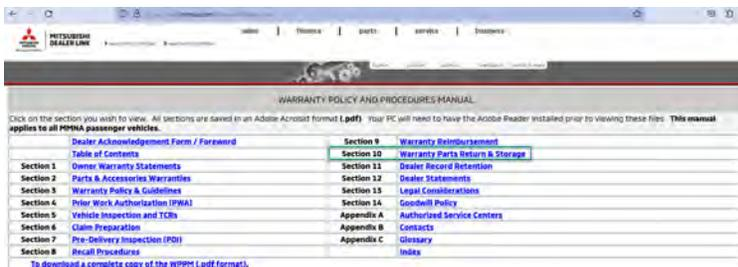 MITSUBISHI
DEALER LINK
sales | finance | parts | service | business
WARRANTY POLICY AND PROCEDURES MANUAL
Click on the section you wish to view. All sections are saved in an Adobe Acrobat format (.pdf) Your PC will need to have the Adobe Reader installed prior to viewing these files. This manual
applies to all MMNA passenger vehicles.
Dealer Acknowledgement Form / Foreword Section 9 Warranty Reimbursement
Table of Contents Section 10 Warranty Parts Return & Storage
Section 1 Owner Warranty Statements Section 11 Dealer Record Retention
Section 2 Parts & Accessories Warranties Section 12 Dealer Statements
Section 3 Warranty Policy & Guidelines Section 13 Legal Considerations
Section 4 Prior Work Authorization (PWA) Section 14 Goodwill Policy
Section 5 Vehicle Inspection and TCRs Appendix A Authorized Service Centers
Section 6 Claim Preparation Appendix B Contacts
Section 7 Pre-Delivery Inspection (PDI) Appendix C Glossary
Section 8 Recall Procedures Index
To download a complete copy of the WPPM (.pdf format).